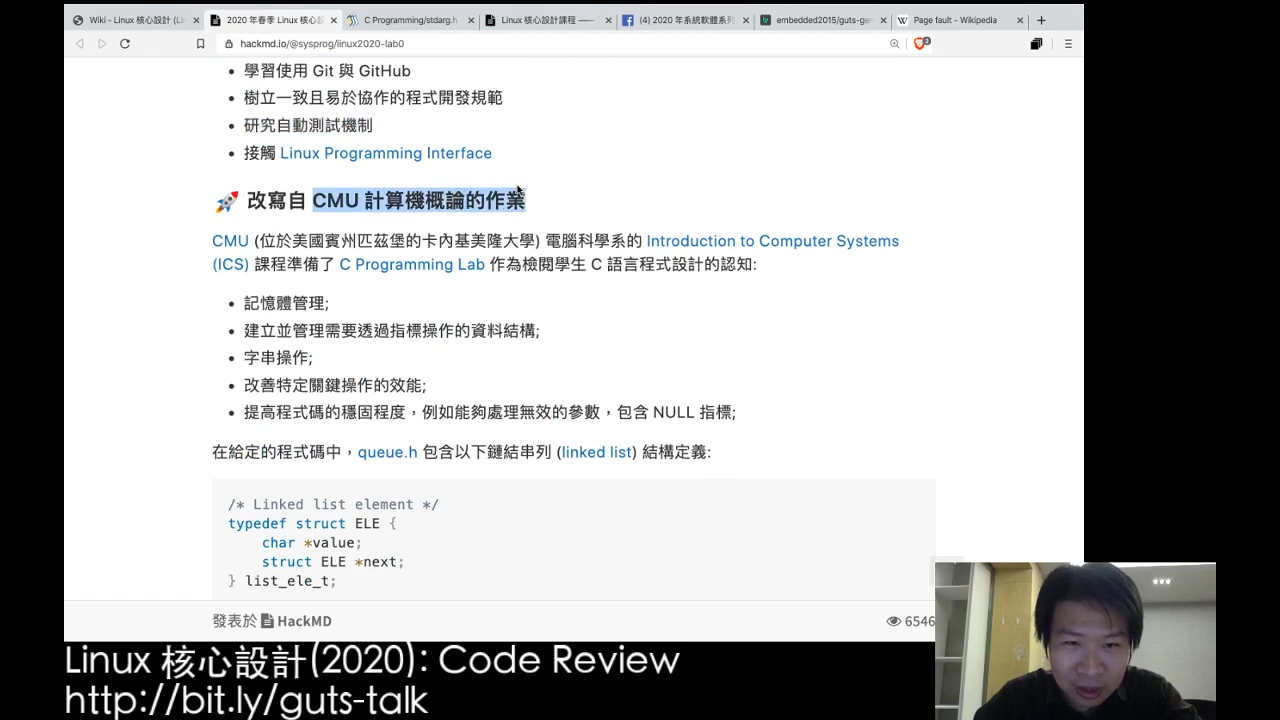 Wiki - Linux 核心設計 (Lin
2020 年春季 Linux 核心設
C Programming/stdarg.h
Linux 核心設計課程 ——
(4) 2020 年系統軟體系列
embedded2015/guts-gen
Page fault - Wikipedia
hackmd.io/@sysprog/linux2020-lab0
2
• 學習使用 Git 與 GitHub
• 樹立一致且易於協作的程式開發規範
• 研究自動測試機制
• 接觸 Linux Programming Interface
🚀 改寫自 CMU 計算機概論的作業
CMU (位於美國賓州匹茲堡的卡內基美隆大學) 電腦科學系的 Introduction to Computer Systems
(ICS) 課程準備了 C Programming Lab 作為檢閱學生 C 語言程式設計的認知:
• 記憶體管理;
• 建立並管理需要透過指標操作的資料結構;
• 字串操作;
• 改善特定關鍵操作的效能;
• 提高程式碼的穩固程度，例如能夠處理無效的參數，包含 NULL 指標;
在給定的程式碼中，queue.h 包含以下鏈結串列 (linked list) 結構定義:
/* Linked list element */
typedef struct ELE {
char *value;
struct ELE *next;
} list_ele_t;
發表於 HackMD
6546
Linux 核心設計(2020): Code Review
http://bit.ly/guts-talk